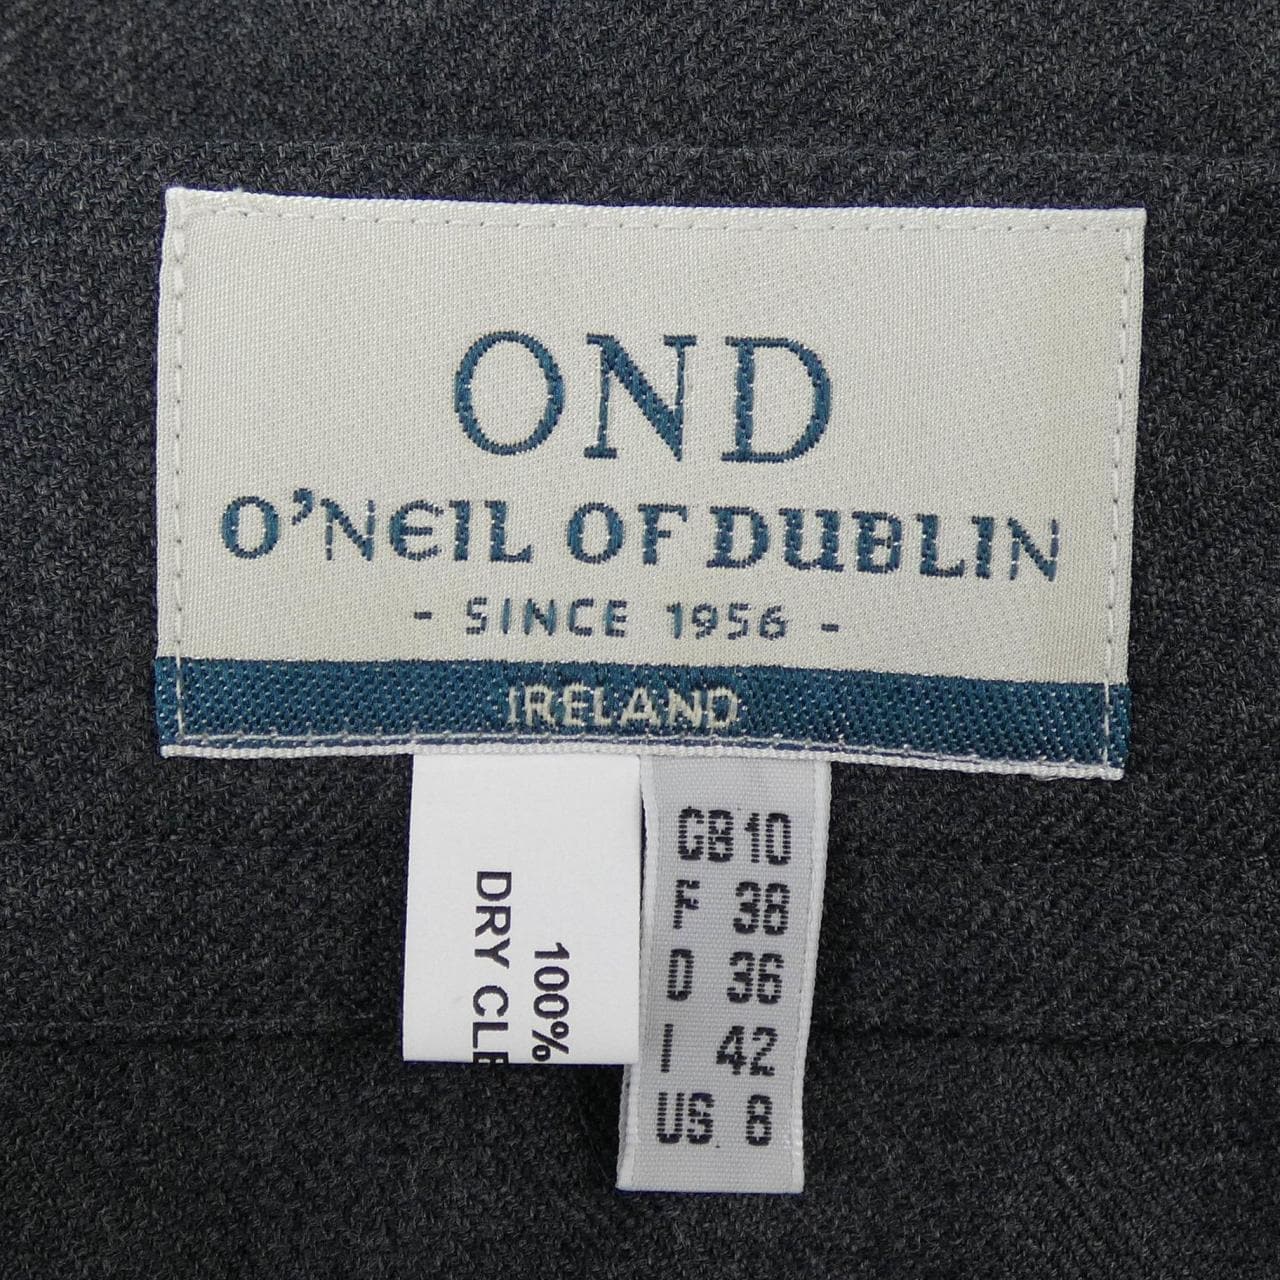 OND
O'NEIL OF DUBLIN
- SINCE 1956 -
IRELAND
100%
DRY CLE
GB 10
F 38
D 36
I 42
US 8